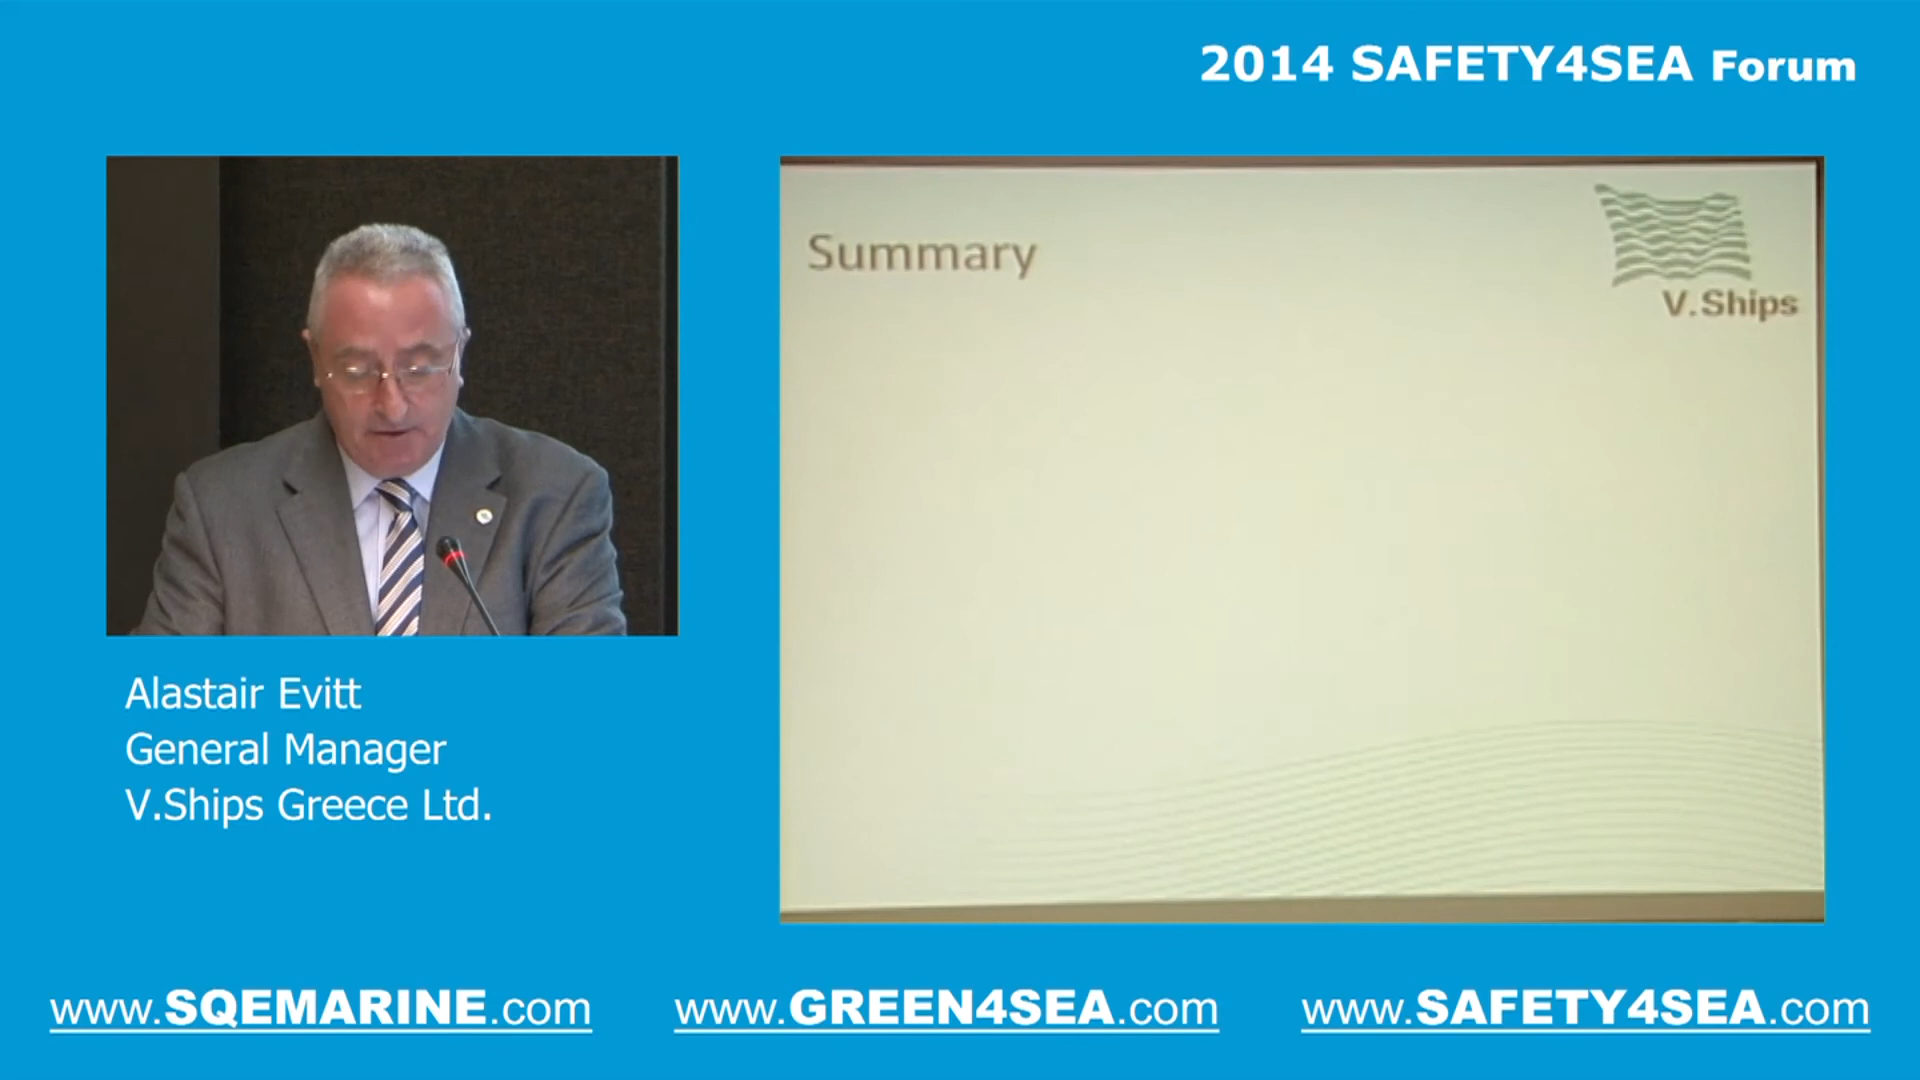 2014 SAFETY4SEA Forum
Summary
V.Ships
Alastair Evitt
General Manager
V.Ships Greece Ltd.
www.SQEMARINE.com
www.GREEN4SEA.com
www.SAFETY4SEA.com